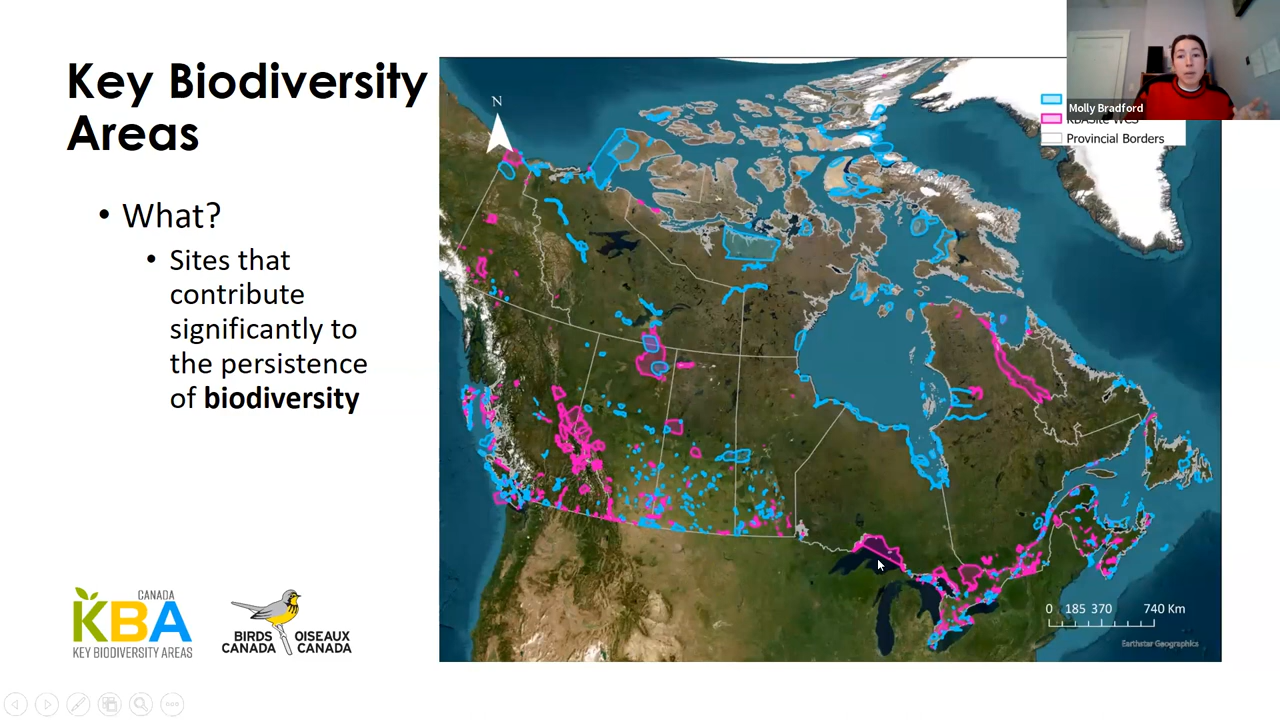 Key Biodiversity
Areas
• What?
• Sites that
contribute
significantly to
the persistence
of biodiversity
N
Molly Bradford
Provincial Borders
0 185 370 740 Km
Earthstar Geographics
CANADA
KBA
KEY BIODIVERSITY AREAS
BIRDS OISEAUX
CANADA CANADA